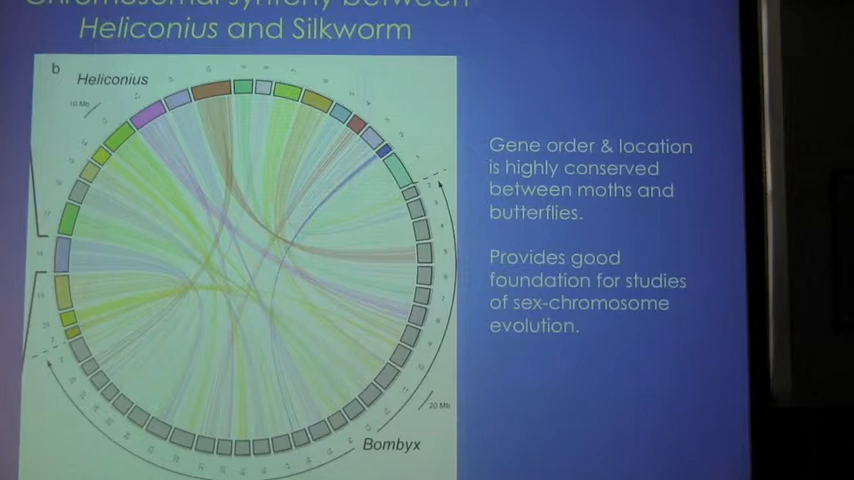 Chromosomal synteny between
Heliconius and Silkworm
b
Heliconius
10 Mb
Gene order & location
is highly conserved
between moths and
butterflies.
Provides good
foundation for studies
of sex-chromosome
evolution.
20 Mb
Bombyx